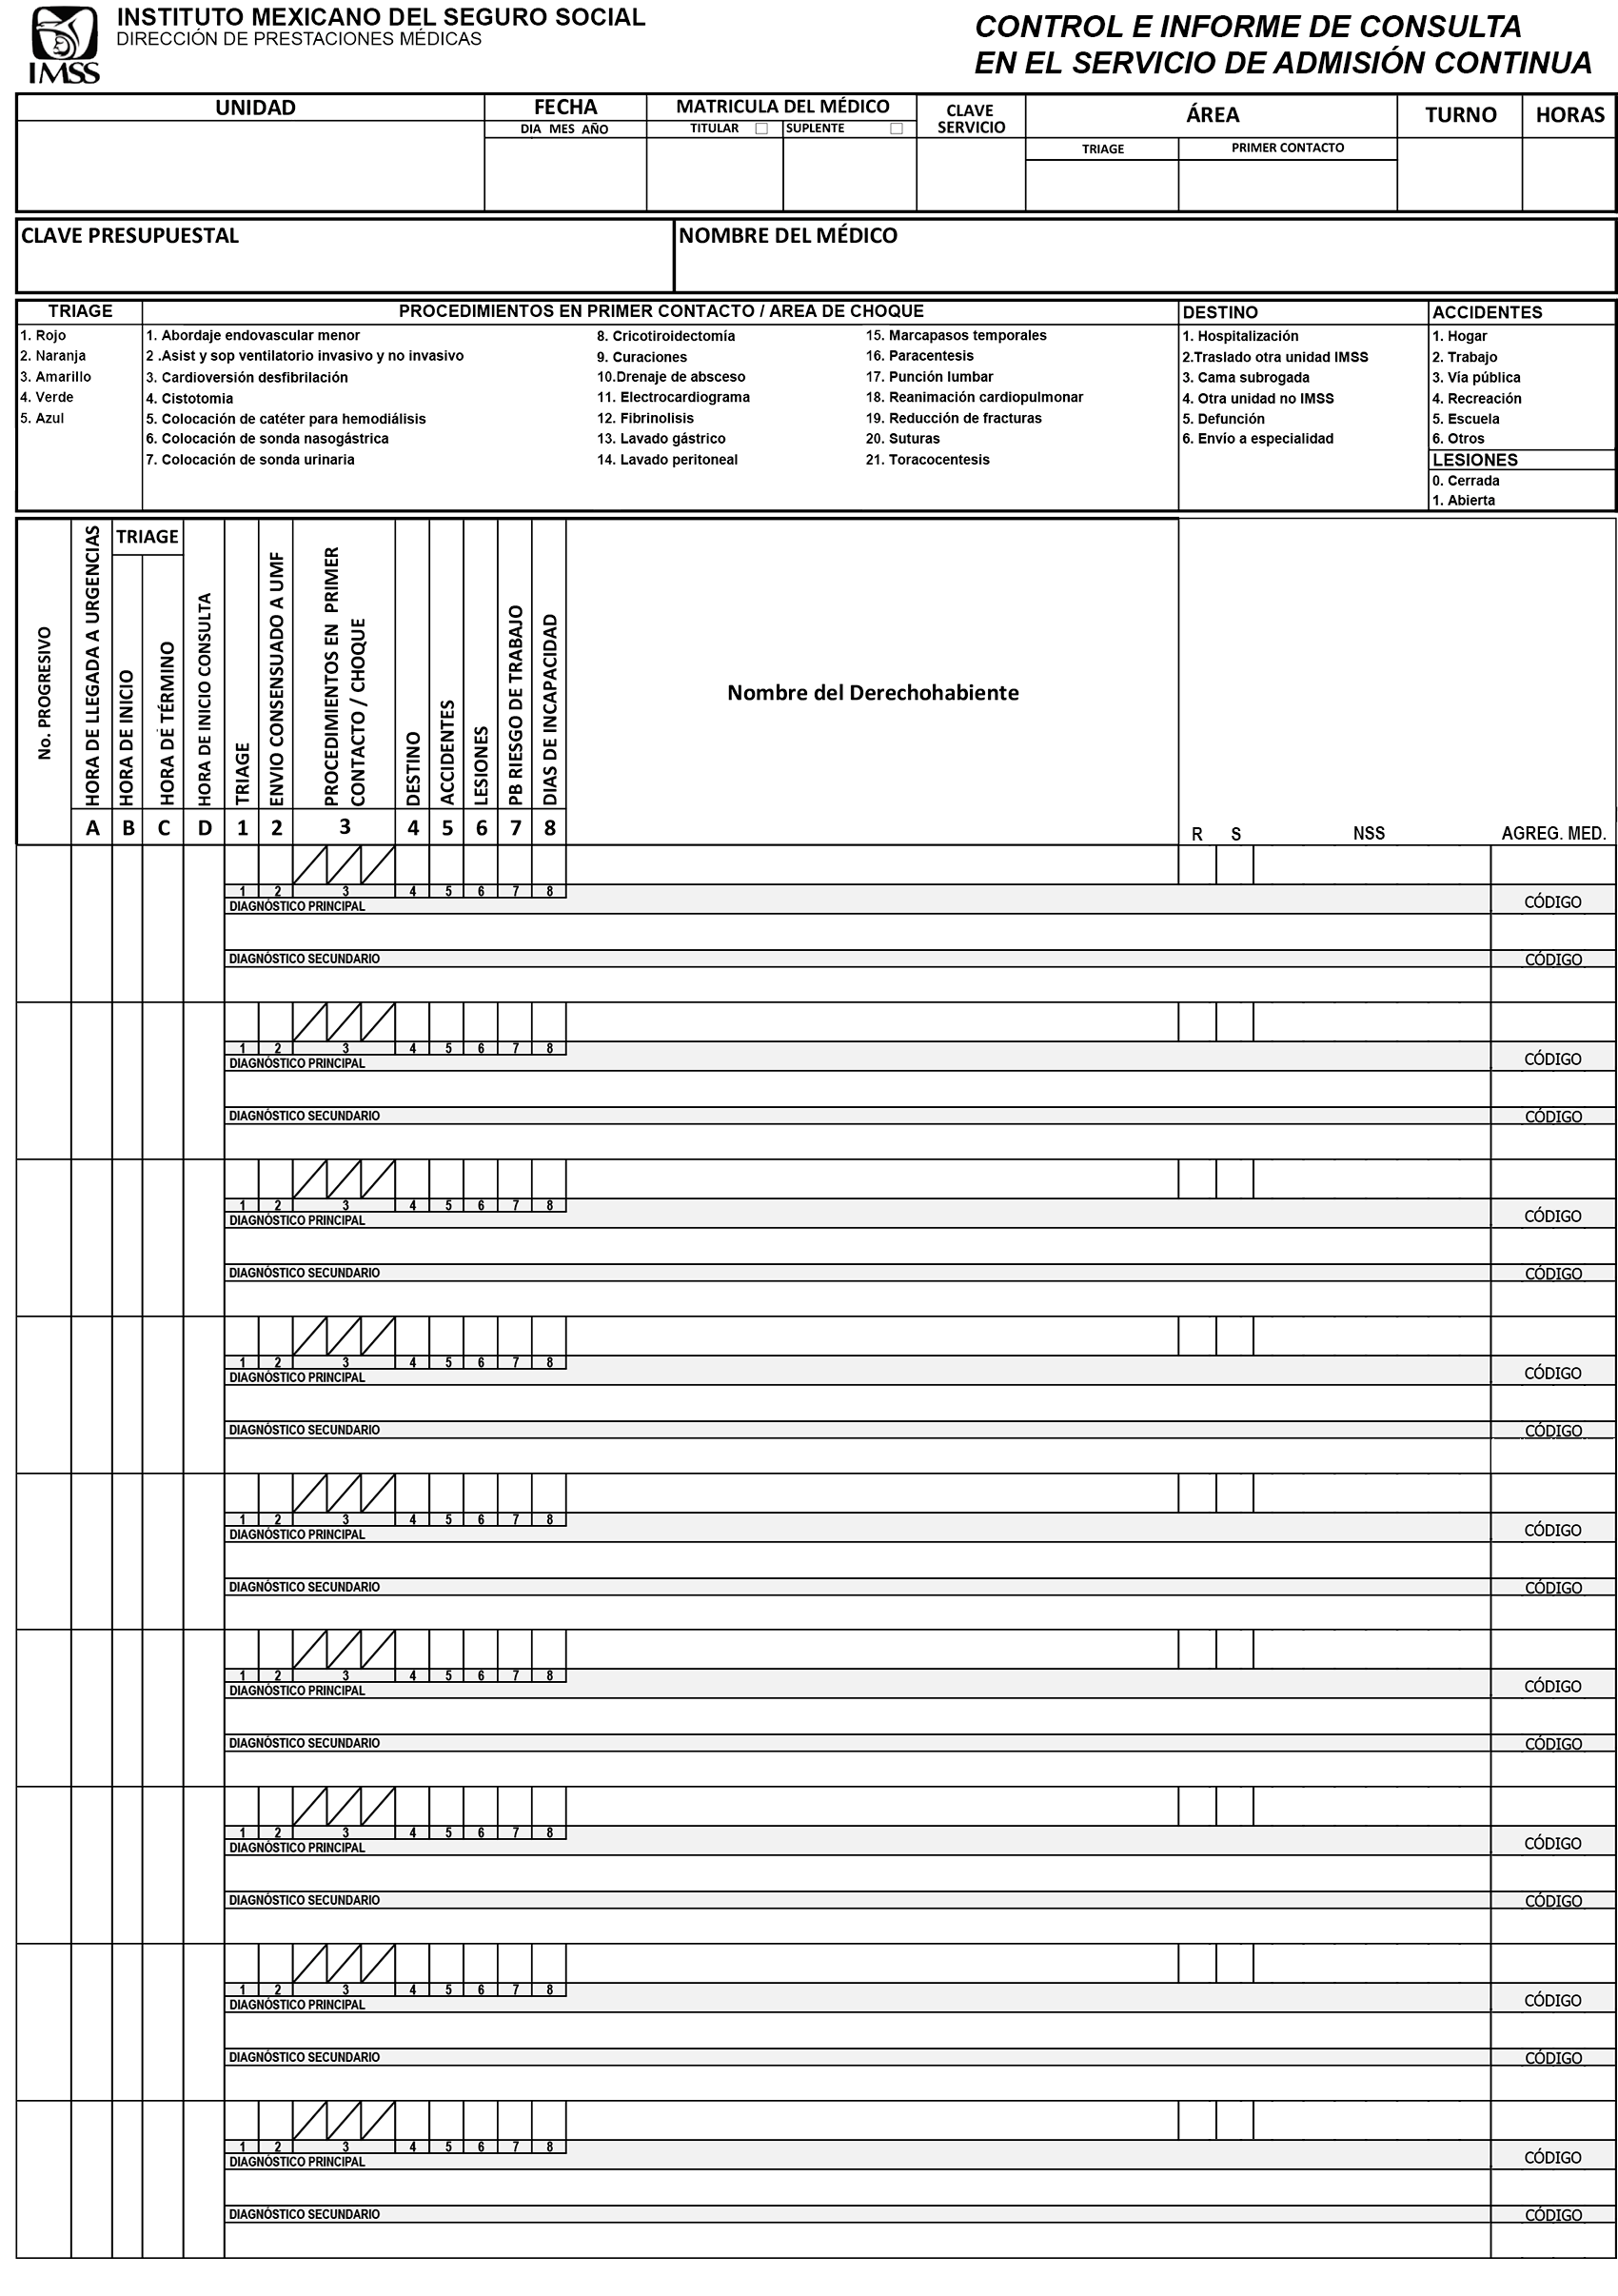 INSTITUTO MEXICANO DEL SEGURO SOCIAL
DIRECCIÓN DE PRESTACIONES MÉDICAS
IMSS
CONTROL E INFORME DE CONSULTA
EN EL SERVICIO DE ADMISIÓN CONTINUA
UNIDAD FECHA MATRICULA DEL MÉDICO CLAVE SERVICIO ÁREA TURNO HORAS
DIA MES AÑO TITULAR SUPLENTE
TRIAGE PRIMER CONTACTO
CLAVE PRESUPUESTAL NOMBRE DEL MÉDICO
TRIAGE
1. Rojo
2. Naranja
3. Amarillo
4. Verde
5. Azul
PROCEDIMIENTOS EN PRIMER CONTACTO / AREA DE CHOQUE
1. Abordaje endovascular menor
2 .Asist y sop ventilatorio invasivo y no invasivo
3. Cardioversión desfibrilación
4. Cistotomia
5. Colocación de catéter para hemodiálisis
6. Colocación de sonda nasogástrica
7. Colocación de sonda urinaria
8. Cricotiroidectomía
9. Curaciones
10.Drenaje de absceso
11. Electrocardiograma
12. Fibrinolisis
13. Lavado gástrico
14. Lavado peritoneal
15. Marcapasos temporales
16. Paracentesis
17. Punción lumbar
18. Reanimación cardiopulmonar
19. Reducción de fracturas
20. Suturas
21. Toracocentesis
DESTINO
1. Hospitalización
2.Traslado otra unidad IMSS
3. Cama subrogada
4. Otra unidad no IMSS
5. Defunción
6. Envío a especialidad
ACCIDENTES
1. Hogar
2. Trabajo
3. Vía pública
4. Recreación
5. Escuela
6. Otros
LESIONES
0. Cerrada
1. Abierta
No. PROGRESIVO
HORA DE LLEGADA A URGENCIAS
TRIAGE
HORA DE INICIO
HORA DE TÉRMINO
HORA DE INICIO CONSULTA
TRIAGE
ENVIO CONSENSUADO A UMF
PROCEDIMIENTOS EN PRIMER
CONTACTO / CHOQUE
DESTINO
ACCIDENTES
LESIONES
PB RIESGO DE TRABAJO
DIAS DE INCAPACIDAD
Nombre del Derechohabiente
A B C D 1 2 3 4 5 6 7 8 R S NSS AGREG. MED.
1 2 3 4 5 6 7 8
DIAGNÓSTICO PRINCIPAL CÓDIGO
DIAGNÓSTICO SECUNDARIO CÓDIGO
1 2 3 4 5 6 7 8
DIAGNÓSTICO PRINCIPAL CÓDIGO
DIAGNÓSTICO SECUNDARIO CÓDIGO
1 2 3 4 5 6 7 8
DIAGNÓSTICO PRINCIPAL CÓDIGO
DIAGNÓSTICO SECUNDARIO CÓDIGO
1 2 3 4 5 6 7 8
DIAGNÓSTICO PRINCIPAL CÓDIGO
DIAGNÓSTICO SECUNDARIO CÓDIGO
1 2 3 4 5 6 7 8
DIAGNÓSTICO PRINCIPAL CÓDIGO
DIAGNÓSTICO SECUNDARIO CÓDIGO
1 2 3 4 5 6 7 8
DIAGNÓSTICO PRINCIPAL CÓDIGO
DIAGNÓSTICO SECUNDARIO CÓDIGO
1 2 3 4 5 6 7 8
DIAGNÓSTICO PRINCIPAL CÓDIGO
DIAGNÓSTICO SECUNDARIO CÓDIGO
1 2 3 4 5 6 7 8
DIAGNÓSTICO PRINCIPAL CÓDIGO
DIAGNÓSTICO SECUNDARIO CÓDIGO
1 2 3 4 5 6 7 8
DIAGNÓSTICO PRINCIPAL CÓDIGO
DIAGNÓSTICO SECUNDARIO CÓDIGO